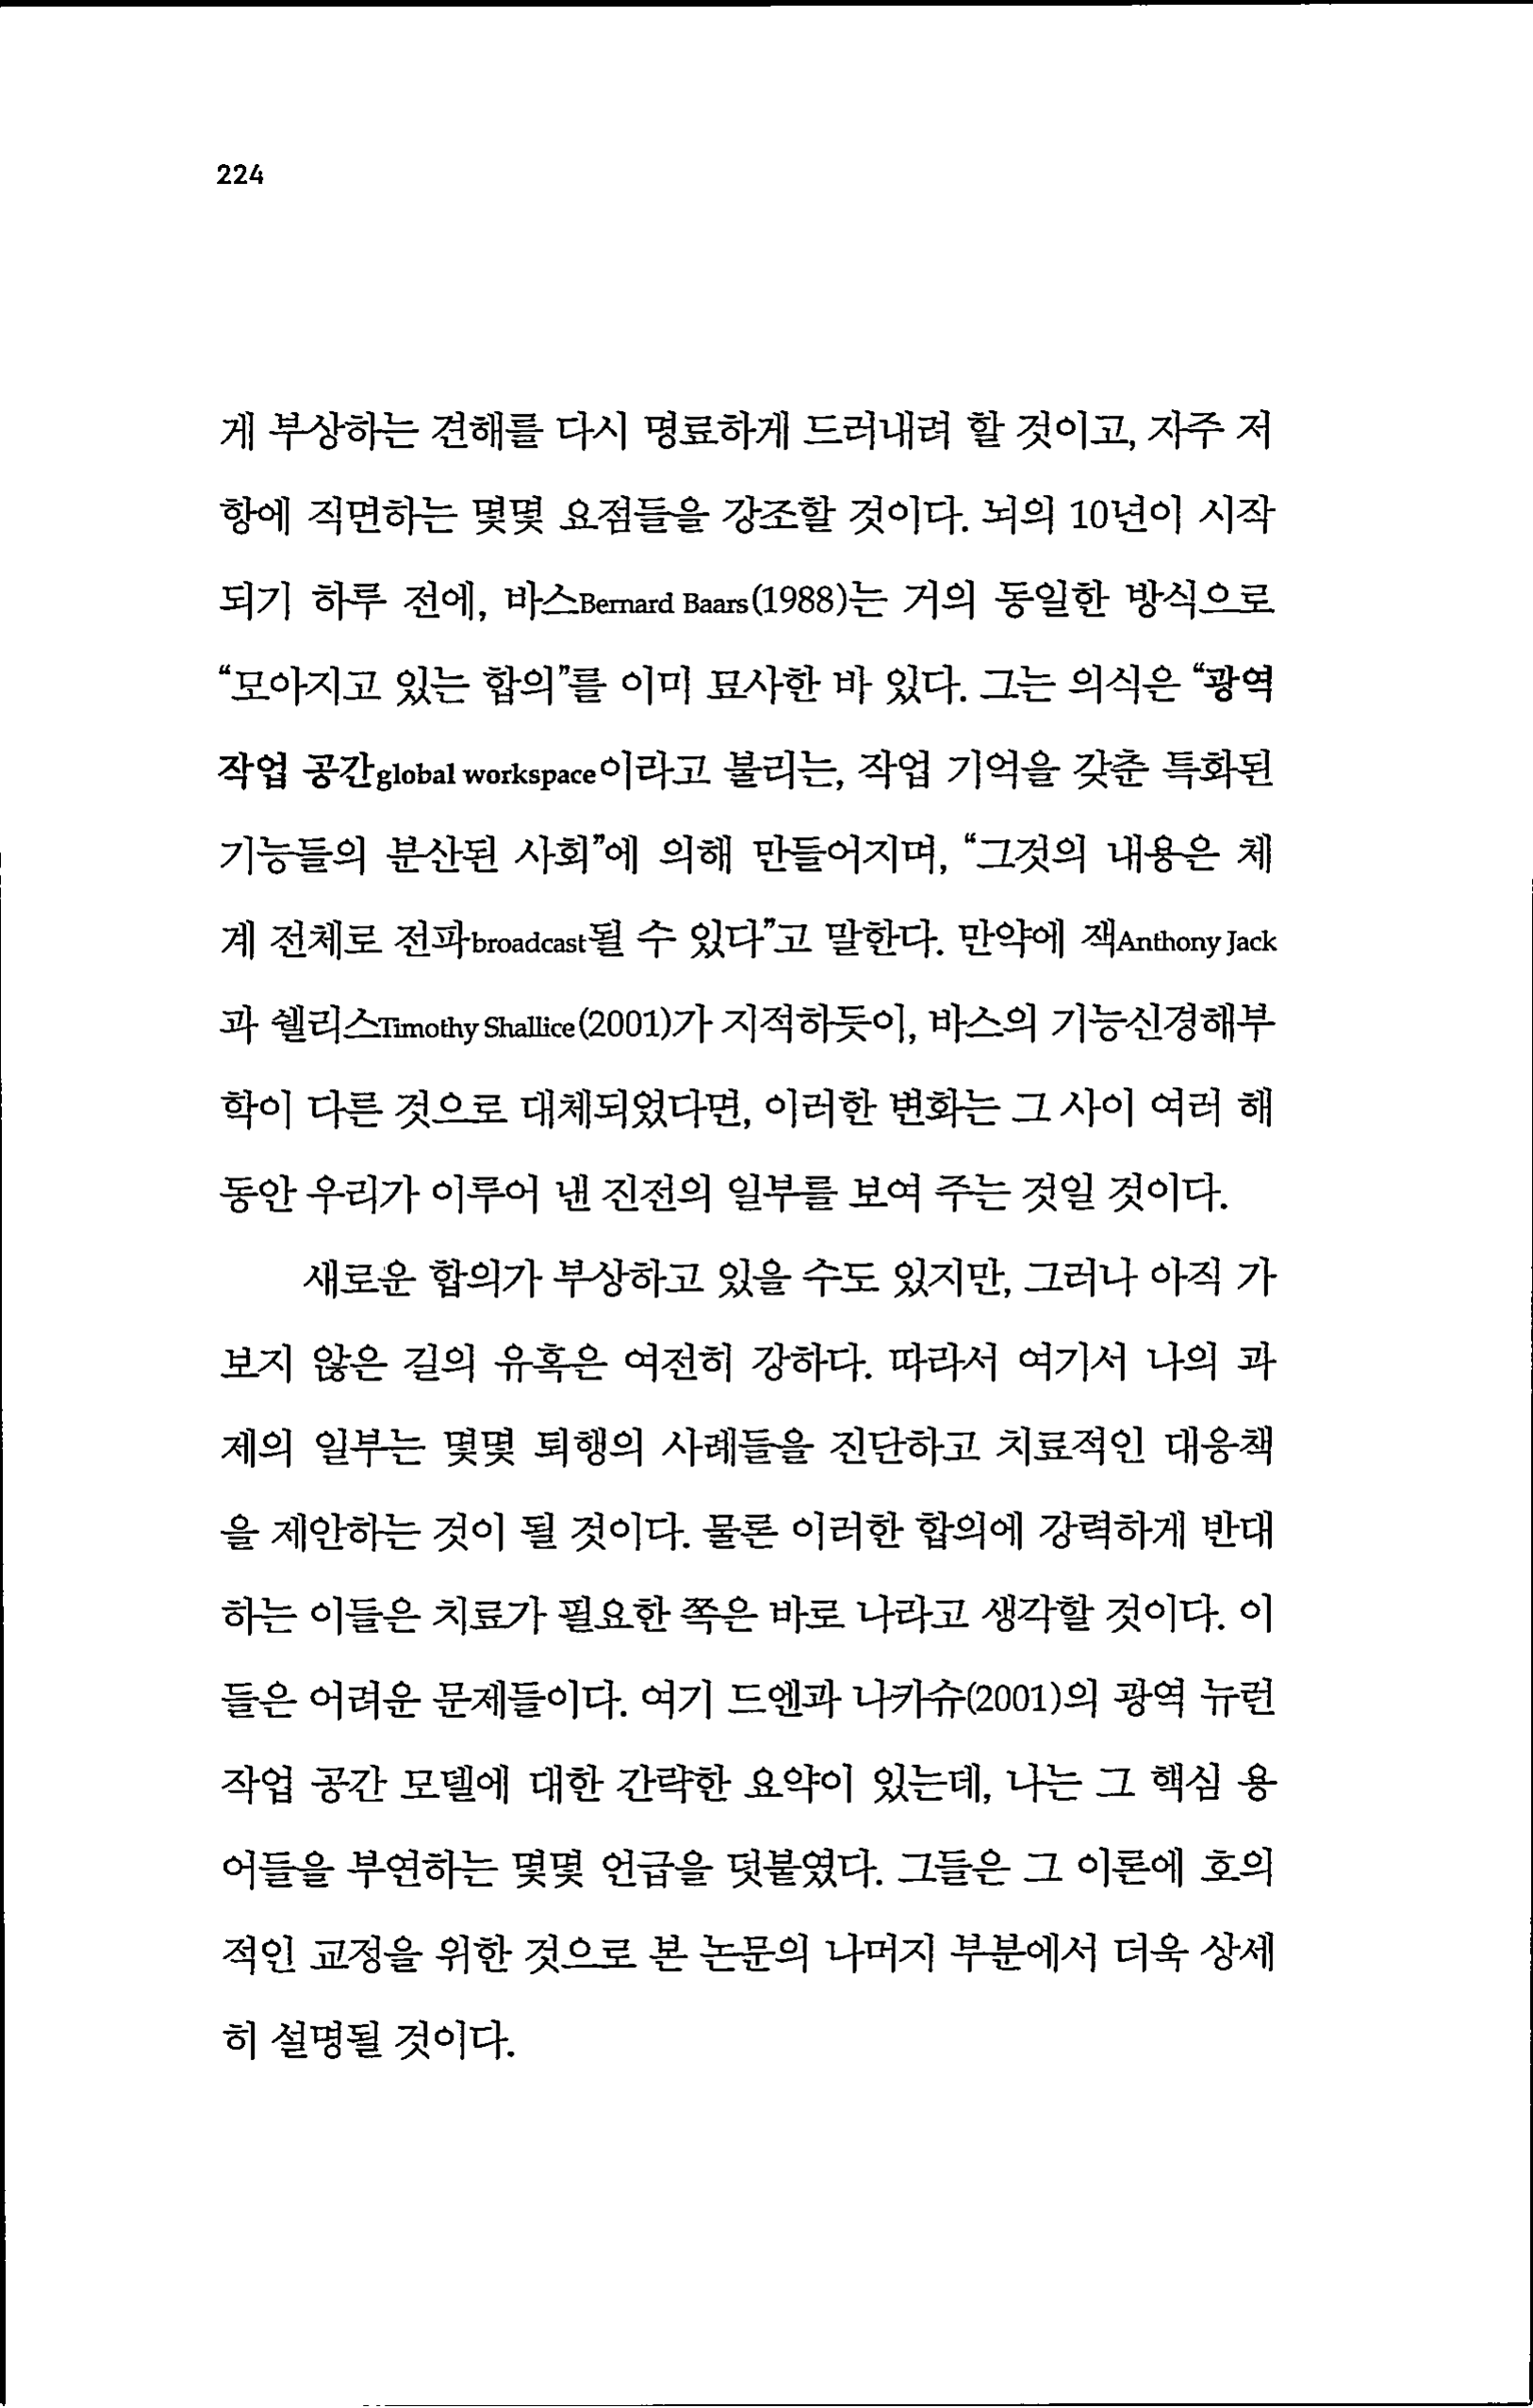 224
게 부상하는 견해를 다시 명료하게 드러내려 할 것이고, 자주 저
항에 직면하는 몇몇 요점들을 강조할 것이다. 뇌의 10년이 시작
되기 하루 전에, 바스Bernard Baars(1988)는 거의 동일한 방식으로
“모아지고 있는 합의”를 이미 묘사한 바 있다. 그는 의식은 “광역
작업 공간global workspace이라고 불리는, 작업 기억을 갖춘 특화된
기능들의 분산된 사회”에 의해 만들어지며, “그것의 내용은 체
계 전체로 전파broadcast될 수 있다”고 말한다. 만약에 잭Anthony Jack
과 쉘리스Timothy Shallice(2001)가 지적하듯이, 바스의 기능신경해부
학이 다른 것으로 대체되었다면, 이러한 변화는 그 사이 여러 해
동안 우리가 이루어 낸 진전의 일부를 보여 주는 것일 것이다.
새로운 합의가 부상하고 있을 수도 있지만, 그러나 아직 가
보지 않은 길의 유혹은 여전히 강하다. 따라서 여기서 나의 과
제의 일부는 몇몇 퇴행의 사례들을 진단하고 치료적인 대응책
을 제안하는 것이 될 것이다. 물론 이러한 합의에 강력하게 반대
하는 이들은 치료가 필요한 쪽은 바로 나라고 생각할 것이다. 이
들은 어려운 문제들이다. 여기 드엔과 나카슈(2001)의 광역 뉴런
작업 공간 모델에 대한 간략한 요약이 있는데, 나는 그 핵심 용
어들을 부연하는 몇몇 언급을 덧붙였다. 그들은 그 이론에 호의
적인 교정을 위한 것으로 본 논문의 나머지 부분에서 더욱 상세
히 설명될 것이다.